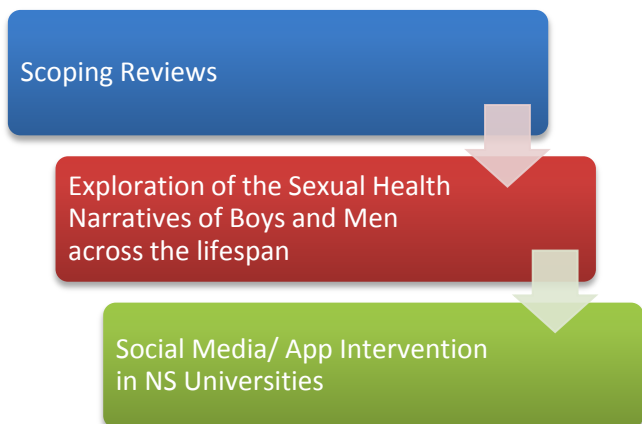 Scoping Reviews
Exploration of the Sexual Health
Narratives of Boys and Men
across the lifespan
Social Media/ App Intervention
in NS Universities